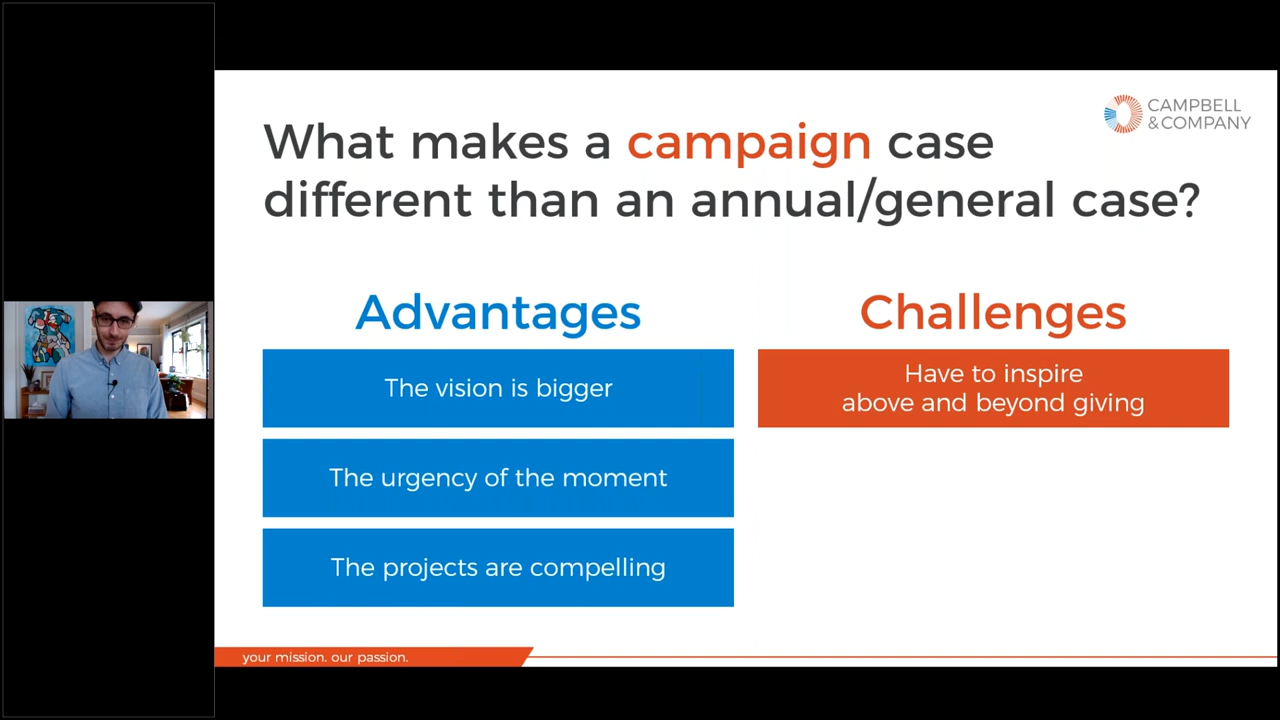 CAMPBELL
&COMPANY
What makes a campaign case
different than an annual/general case?
Advantages
The vision is bigger
The urgency of the moment
The projects are compelling
Challenges
Have to inspire
above and beyond giving
your mission. our passion.